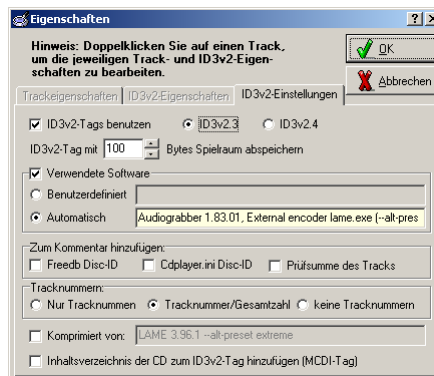 Eigenschaften
Hinweis: Doppelklicken Sie auf einen Track,
um die jeweiligen Track- und ID3v2-Eigen-
schaften zu bearbeiten.
OK
Abbrechen
Trackeigenschaften ID3v2-Eigenschaften ID3v2-Einstellungen
ID3v2-Tags benutzen ID3v2.3 ID3v2.4
ID3v2-Tag mit 100 Bytes Spielraum abspeichern
Verwendete Software
Benutzerdefiniert
Automatisch Audiograbber 1.83.01, External encoder lame.exe (--alt-pres
Zum Kommentar hinzufügen:
Freedb Disc-ID Cdplayer.ini Disc-ID Prüfsumme des Tracks
Tracknummern:
Nur Tracknummen Tracknummer/Gesamtzahl keine Tracknummern
Komprimiert von: LAME 3.96.1 --alt-preset extreme
Inhaltsverzeichnis der CD zum ID3v2-Tag hinzufügen (MCDI-Tag)